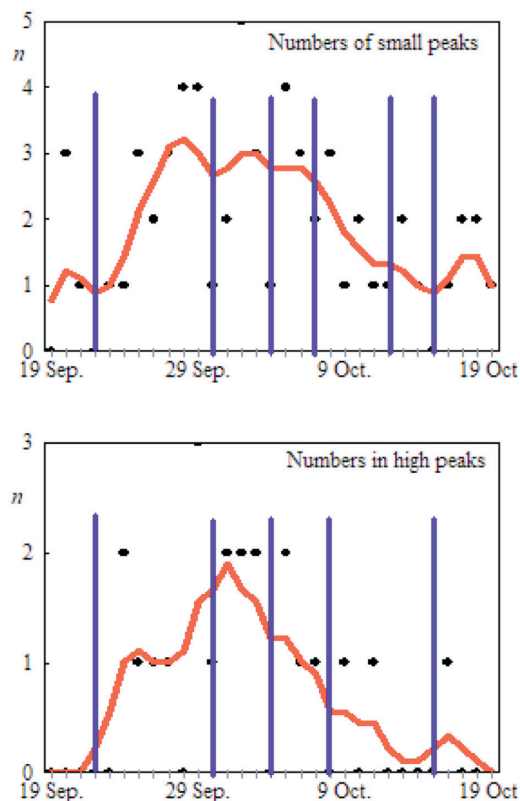 5
Numbers of small peaks
n
4
3
2
1
0
19 Sep. 29 Sep. 9 Oct. 19 Oct
3
Numbers in high peaks
n
2
1
0
19 Sep. 29 Sep. 9 Oct. 19 Oct